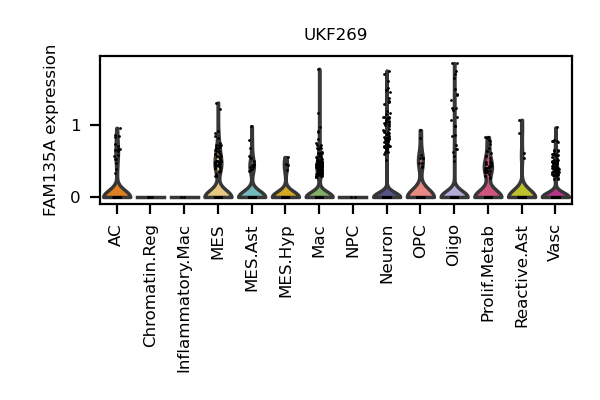 UKF269
FAM135A expression
1
0
AC
Chromatin.Reg
Inflammatory.Mac
MES
MES.Ast
MES.Hyp
Mac
NPC
Neuron
OPC
Oligo
Prolif.Metab
Reactive.Ast
Vasc